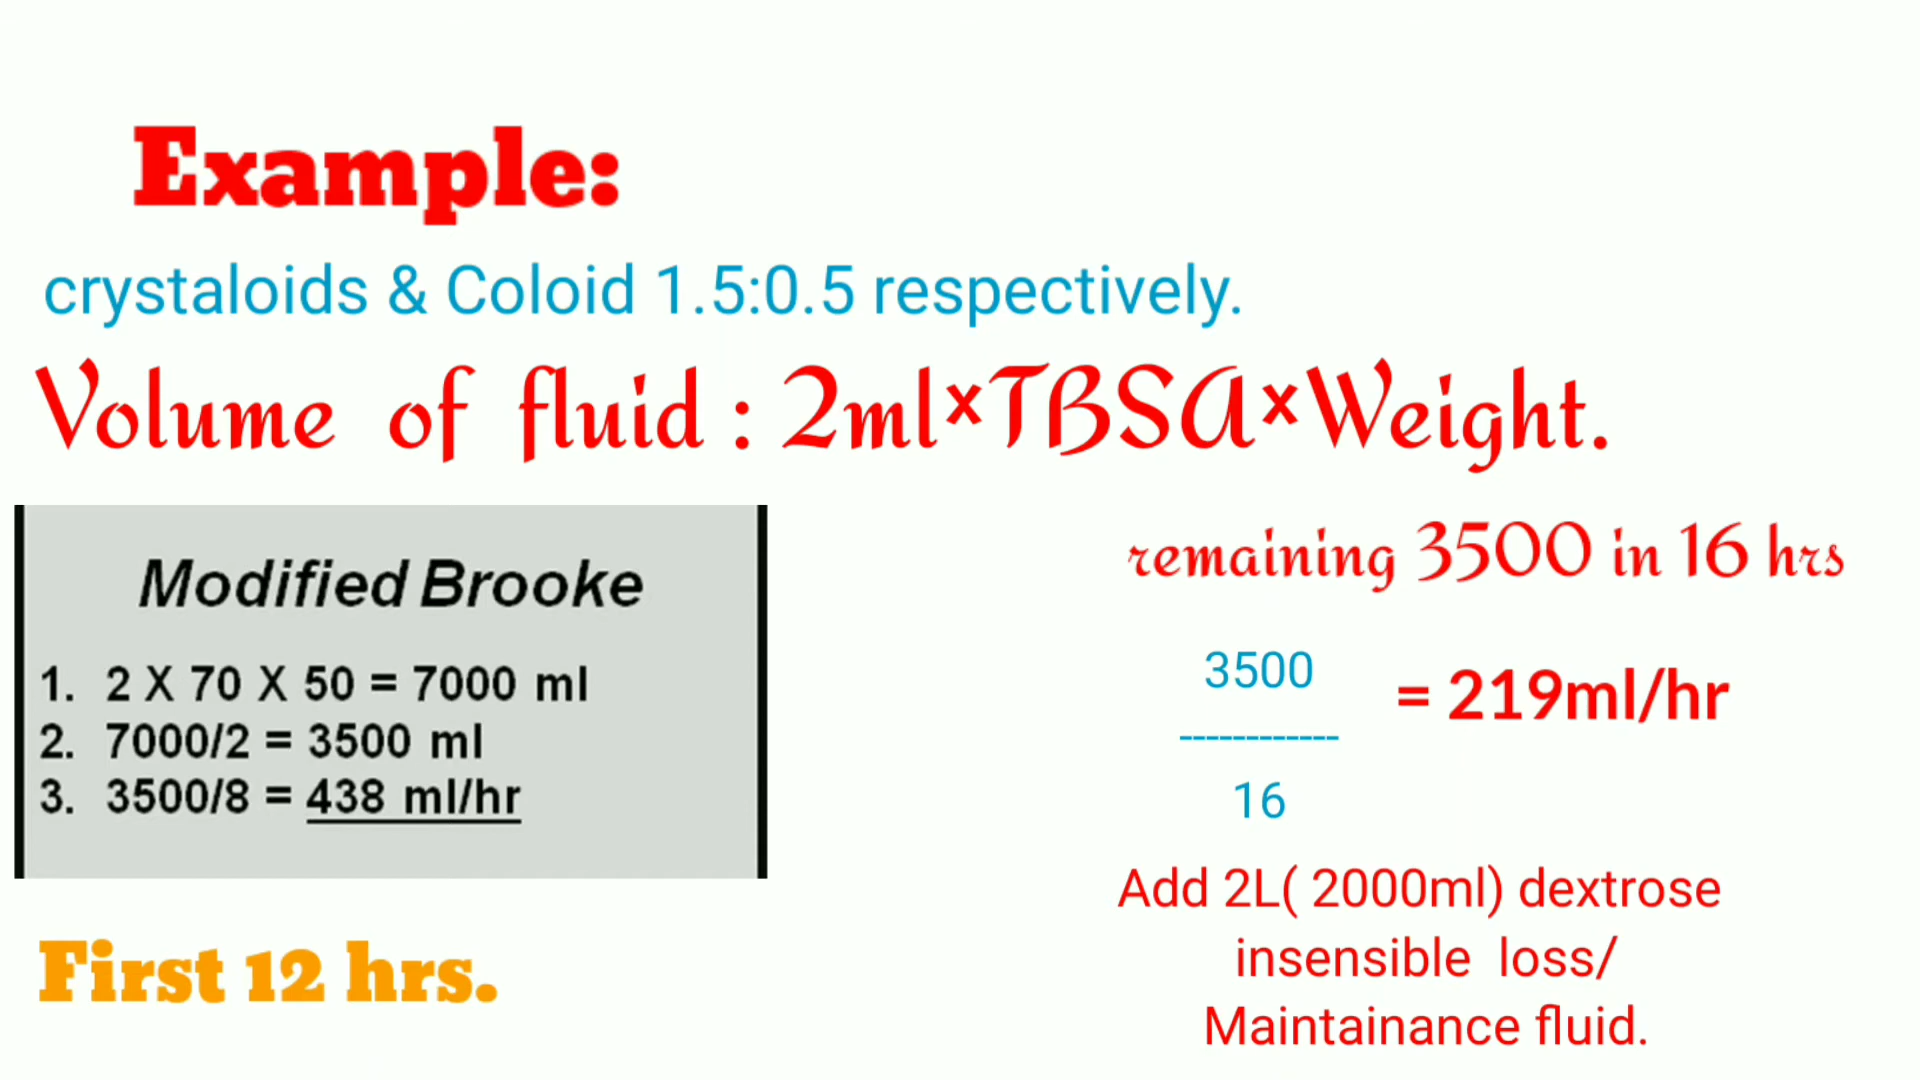 Example:
crystaloids & Coloid 1.5:0.5 respectively.
Volume of fluid : 2ml×TBSA×Weight.
Modified Brooke
1. 2 X 70 X 50 = 7000 ml
2. 7000/2 = 3500 ml
3. 3500/8 = 438 ml/hr
First 12 hrs.
remaining 3500 in 16 hrs
3500
------------
16
= 219ml/hr
Add 2L( 2000ml) dextrose
insensible loss/
Maintainance fluid.